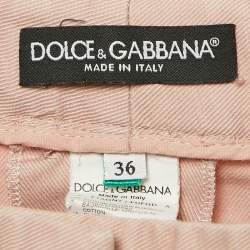 DOLCE & GABBANA®
MADE IN ITALY
36
DOLCE & GABBANA
Made in Italy
COTTON